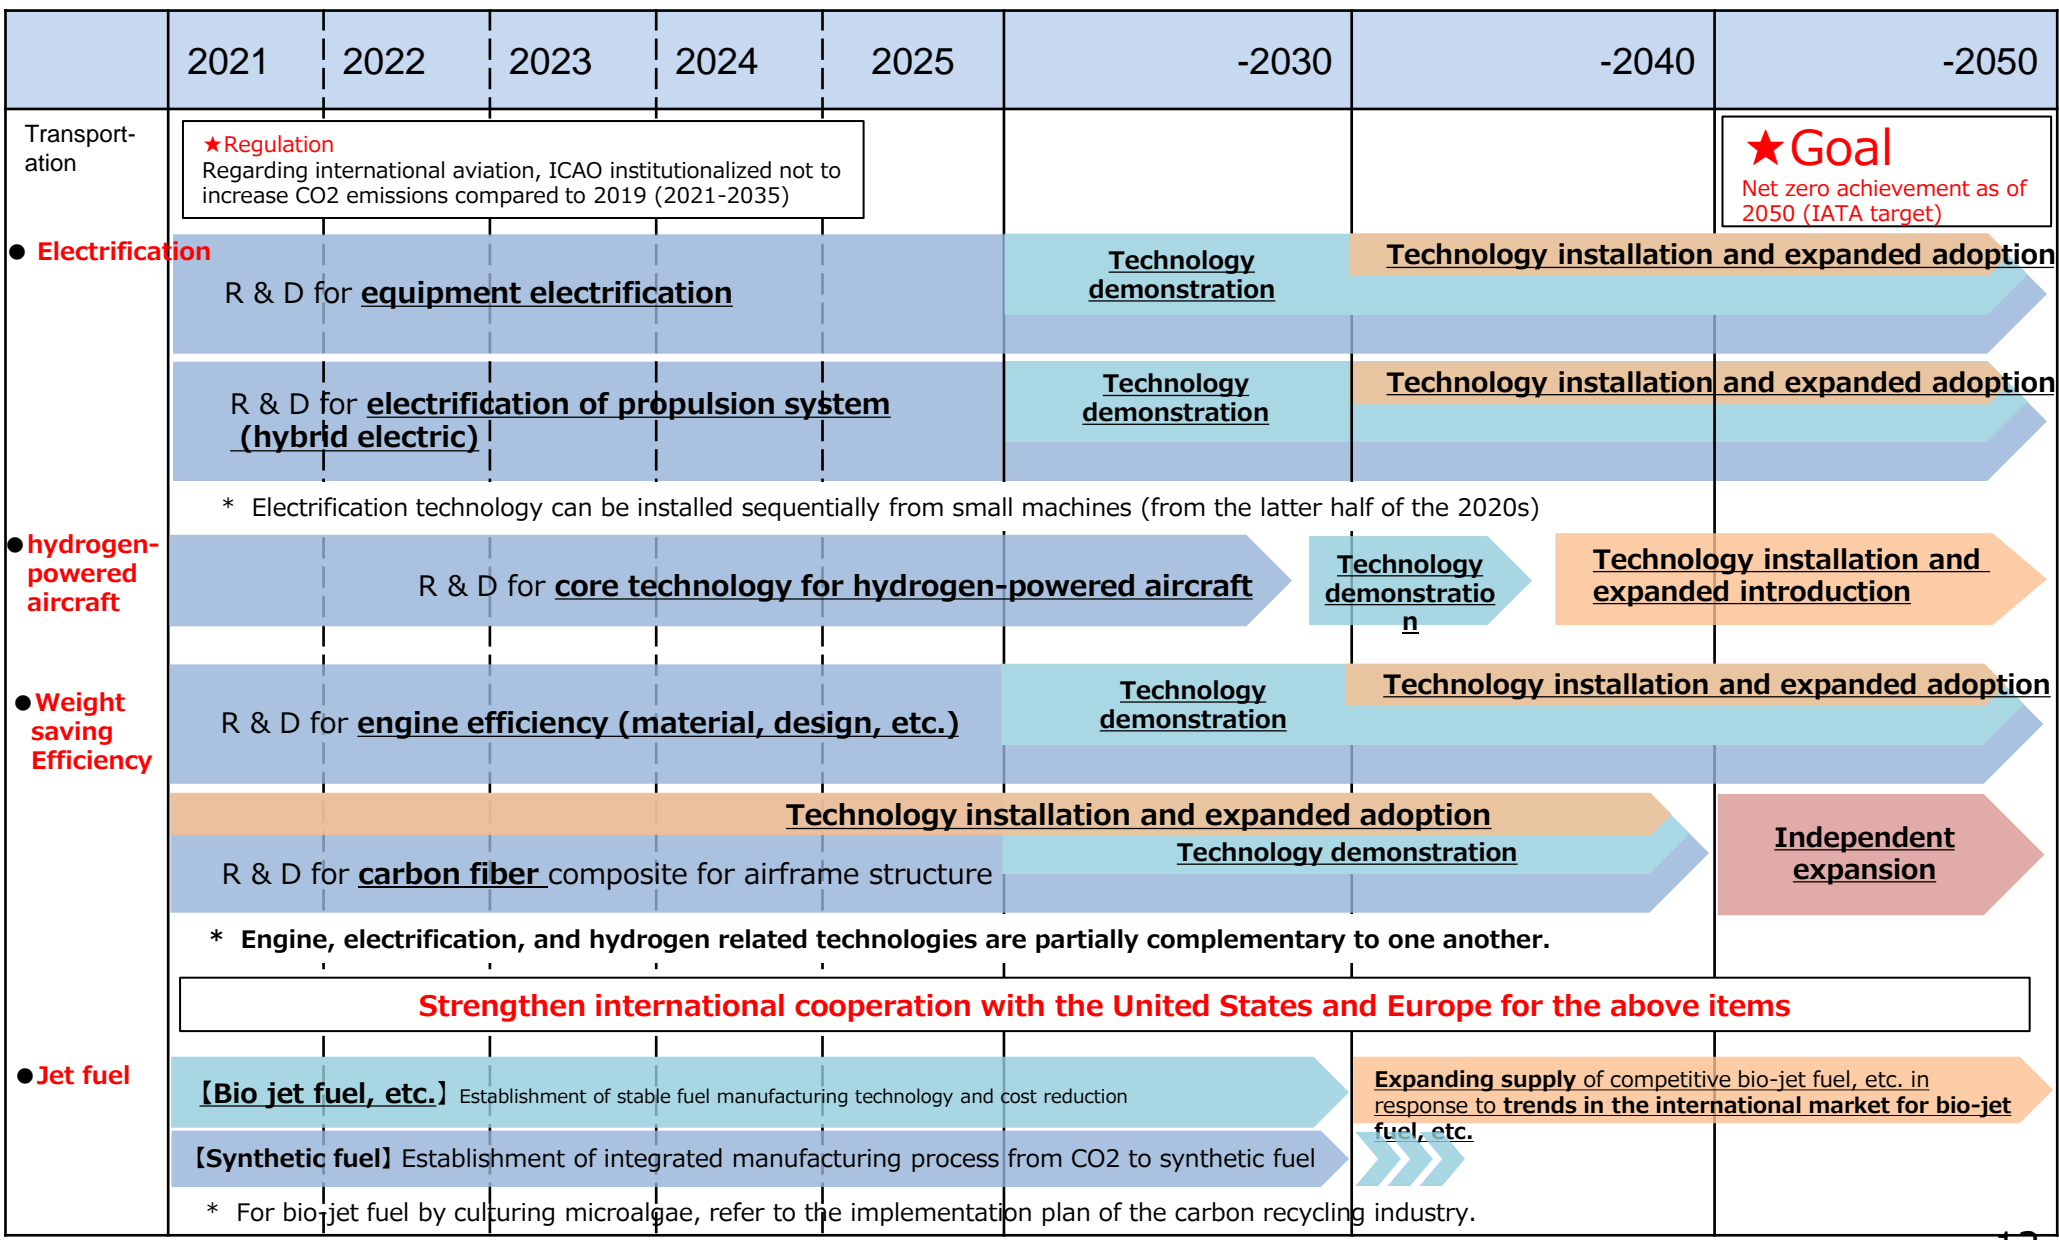 2021 2022 2023 2024 2025 -2030 -2040 -2050
Transport-
ation
★Regulation
Regarding international aviation, ICAO institutionalized not to
increase CO2 emissions compared to 2019 (2021-2035)
★Goal
Net zero achievement as of
2050 (IATA target)
● Electrification
R & D for equipment electrification
Technology
demonstration
Technology installation and expanded adoption
R & D for electrification of propulsion system
(hybrid electric)
Technology
demonstration
Technology installation and expanded adoption
* Electrification technology can be installed sequentially from small machines (from the latter half of the 2020s)
●hydrogen-
powered
aircraft
R & D for core technology for hydrogen-powered aircraft
Technology
demonstratio
n
Technology installation and
expanded introduction
●Weight
saving
Efficiency
R & D for engine efficiency (material, design, etc.)
Technology
demonstration
Technology installation and expanded adoption
Technology installation and expanded adoption
Technology demonstration
R & D for carbon fiber composite for airframe structure
Independent
expansion
* Engine, electrification, and hydrogen related technologies are partially complementary to one another.
Strengthen international cooperation with the United States and Europe for the above items
●Jet fuel
【Bio jet fuel, etc.】 Establishment of stable fuel manufacturing technology and cost reduction
Expanding supply of competitive bio-jet fuel, etc. in
response to trends in the international market for bio-jet
fuel, etc.
【Synthetic fuel】 Establishment of integrated manufacturing process from CO2 to synthetic fuel
* For bio-jet fuel by culturing microalgae, refer to the implementation plan of the carbon recycling industry.